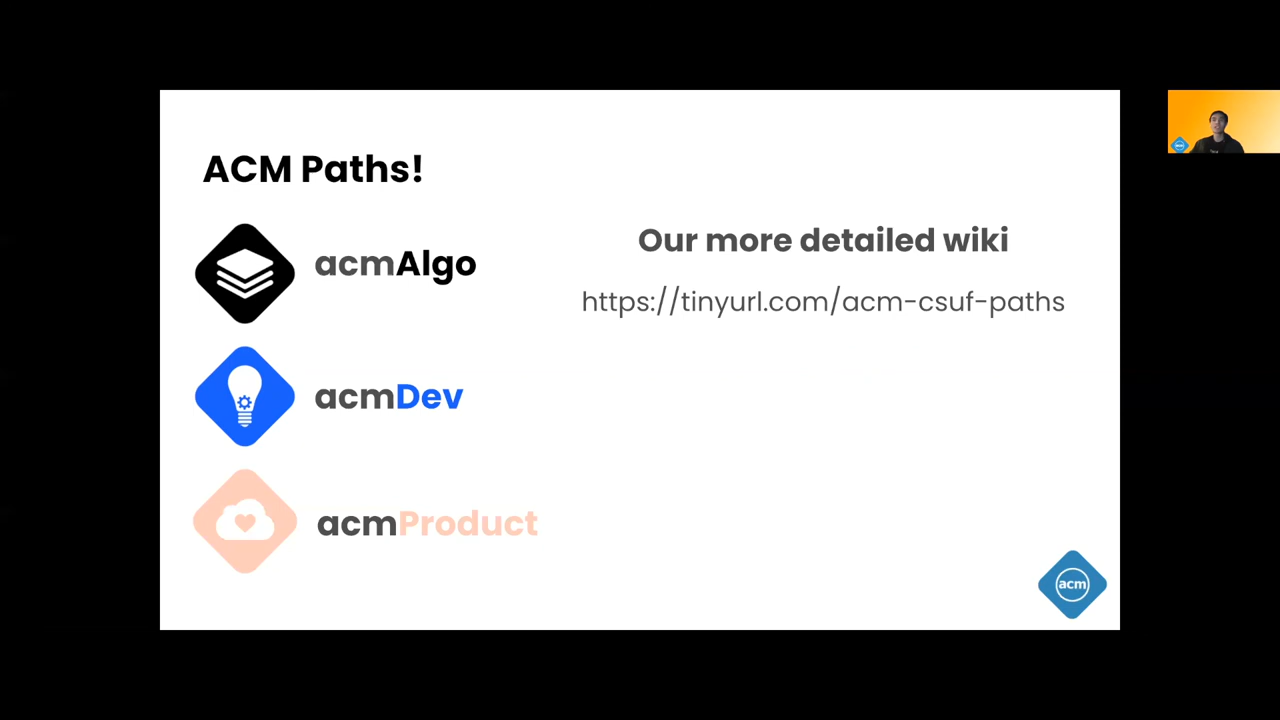 ACM Paths!
acmAlgo
acmDev
acmProduct
Our more detailed wiki
https://tinyurl.com/acm-csuf-paths
acm